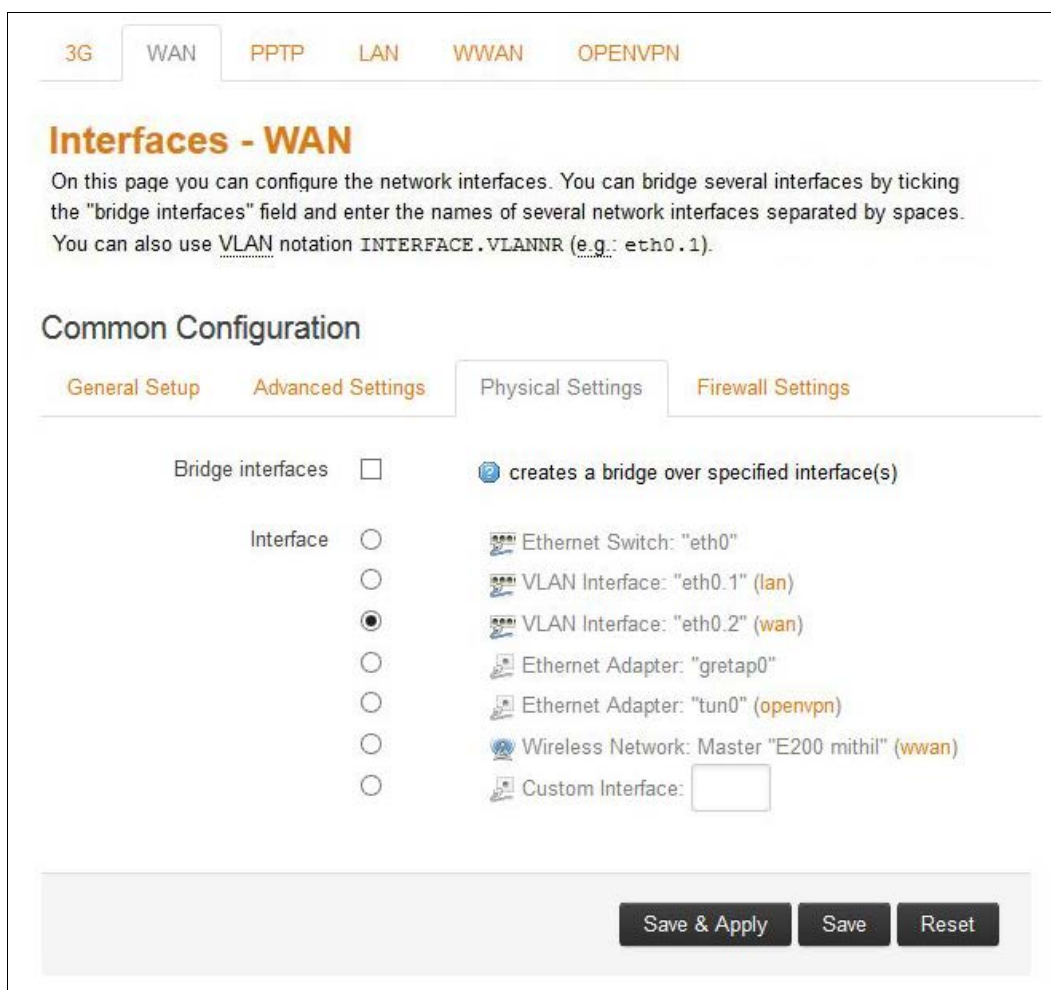 3G WAN PPTP LAN WWAN OPENVPN
Interfaces - WAN
On this page you can configure the network interfaces. You can bridge several interfaces by ticking
the "bridge interfaces" field and enter the names of several network interfaces separated by spaces.
You can also use VLAN notation INTERFACE.VLANNR (e.g.: eth0.1).
Common Configuration
General Setup Advanced Settings Physical Settings Firewall Settings
Bridge interfaces creates a bridge over specified interface(s)
Interface Ethernet Switch: "eth0"
VLAN Interface: "eth0.1" (lan)
VLAN Interface: "eth0.2" (wan)
Ethernet Adapter: "gretap0"
Ethernet Adapter: "tun0" (openvpn)
Wireless Network: Master "E200 mithil" (wwan)
Custom Interface:
Save & Apply Save Reset